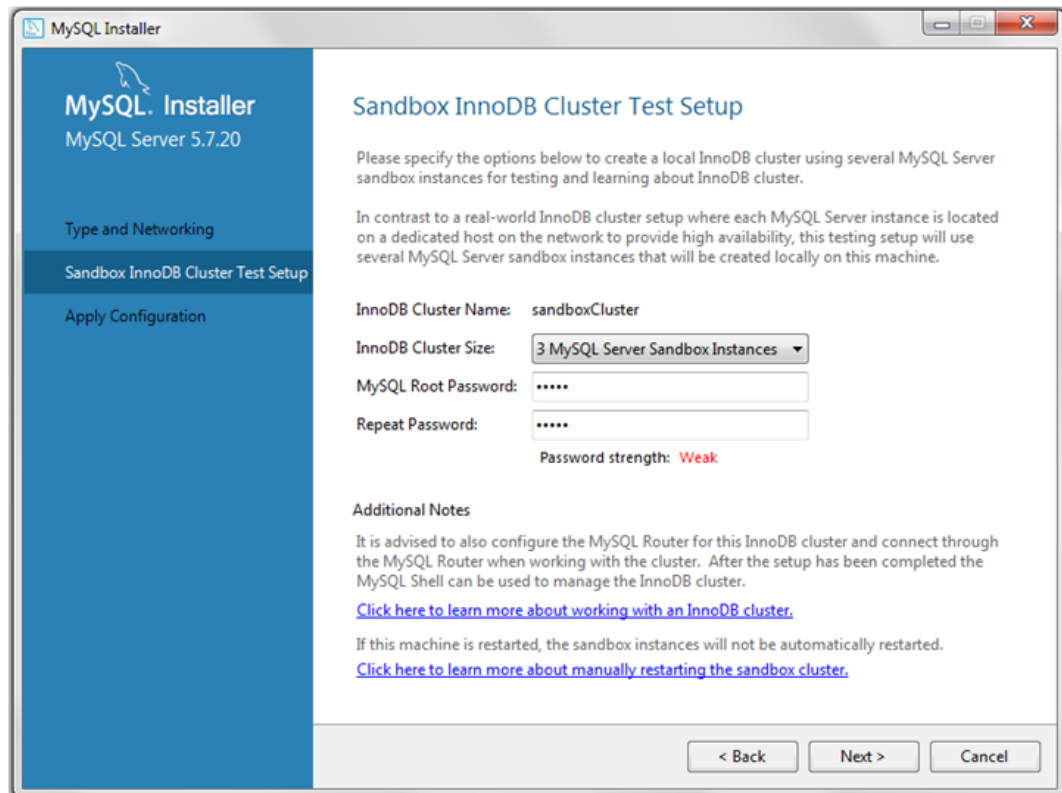 MySQL Installer
MySQL. Installer
MySQL Server 5.7.20
Type and Networking
Sandbox InnoDB Cluster Test Setup
Apply Configuration
Sandbox InnoDB Cluster Test Setup
Please specify the options below to create a local InnoDB cluster using several MySQL Server
sandbox instances for testing and learning about InnoDB cluster.
In contrast to a real-world InnoDB cluster setup where each MySQL Server instance is located
on a dedicated host on the network to provide high availability, this testing setup will use
several MySQL Server sandbox instances that will be created locally on this machine.
InnoDB Cluster Name: sandboxCluster
InnoDB Cluster Size: 3 MySQL Server Sandbox Instances
MySQL Root Password: •••••
Repeat Password: •••••
Password strength: Weak
Additional Notes
It is advised to also configure the MySQL Router for this InnoDB cluster and connect through
the MySQL Router when working with the cluster. After the setup has been completed the
MySQL Shell can be used to manage the InnoDB cluster.
Click here to learn more about working with an InnoDB cluster.
If this machine is restarted, the sandbox instances will not be automatically restarted.
Click here to learn more about manually restarting the sandbox cluster.
< Back Next > Cancel